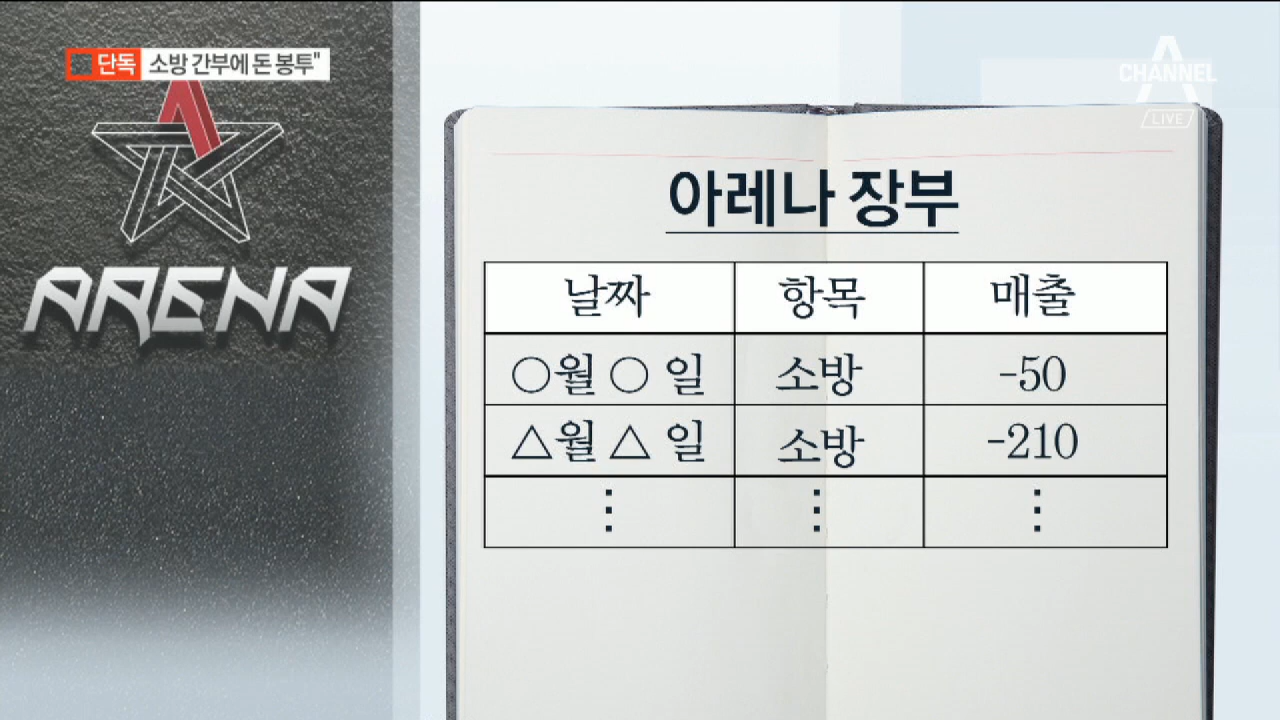 단독 소방 간부에 돈 봉투"
CHANNEL A
LIVE
ARENA
아레나 장부
날짜 항목 매출
○월 ○ 일 소방 -50
△월 △ 일 소방 -210
⋮ ⋮ ⋮